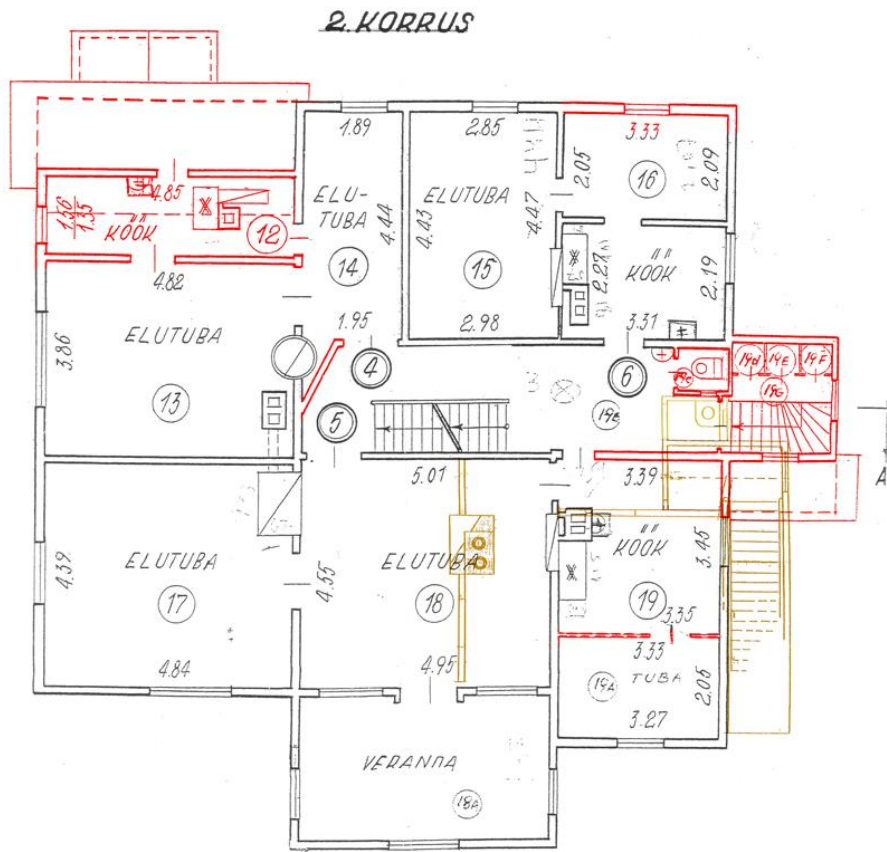 2. KORRUS
1.89
2.85
3.33
2.05
16
2.09
4.85
1.56
1.35
KÖÖK
12
ELU-
TUBA
4.44
14
ELUTUBA
4.43
4.47
15
2.27
KÖÖK
2.19
4.82
3.86
ELUTUBA
13
1.95
2.98
3.31
4
5
6
19B
19C
19d
19E
19F
19G
A
5.01
3.39
ELUTUBA
4.39
17
4.84
4.55
ELUTUBA
18
4.95
KÖÖK
3.45
19
3.35
3.33
19A
TUBA
2.05
3.27
VERANDA
18A